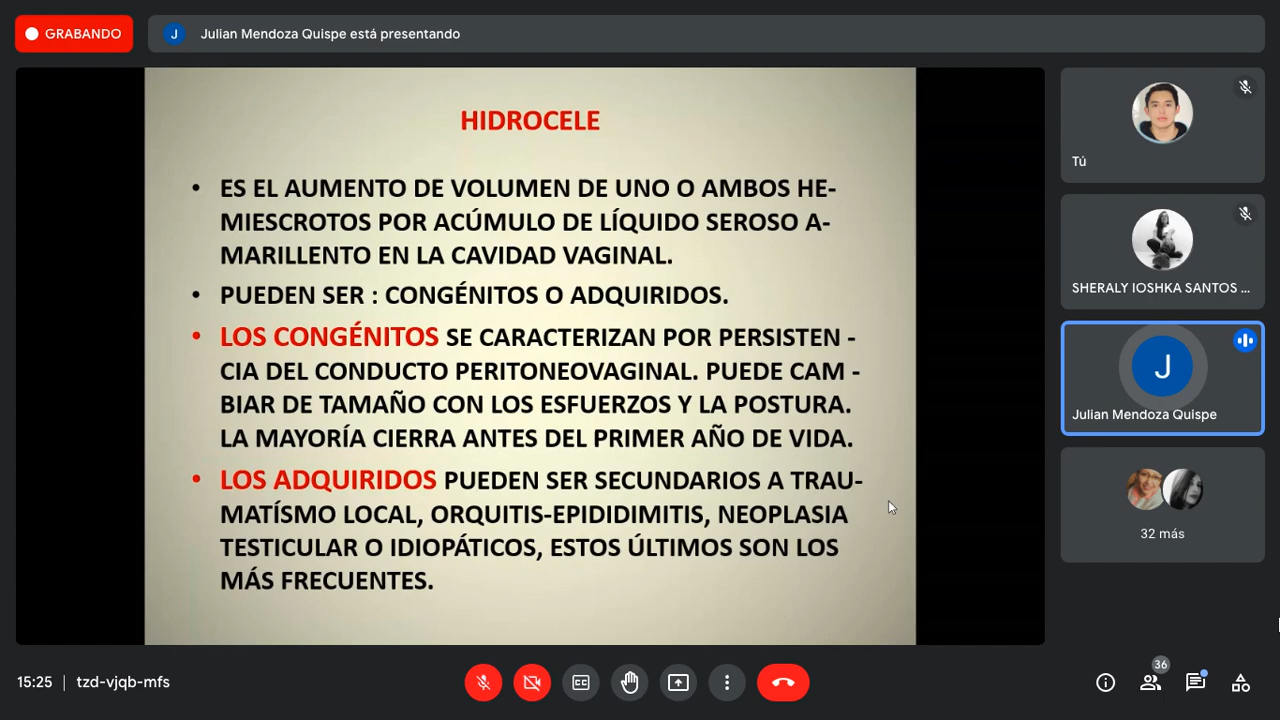 GRABANDO
J
Julian Mendoza Quispe está presentando
HIDROCELE
• ES EL AUMENTO DE VOLUMEN DE UNO O AMBOS HE-
MIESCROTOS POR ACÚMULO DE LÍQUIDO SEROSO A-
MARILLENTO EN LA CAVIDAD VAGINAL.
• PUEDEN SER : CONGÉNITOS O ADQUIRIDOS.
• LOS CONGÉNITOS SE CARACTERIZAN POR PERSISTEN -
CIA DEL CONDUCTO PERITONEOVAGINAL. PUEDE CAM -
BIAR DE TAMAÑO CON LOS ESFUERZOS Y LA POSTURA.
LA MAYORÍA CIERRA ANTES DEL PRIMER AÑO DE VIDA.
• LOS ADQUIRIDOS PUEDEN SER SECUNDARIOS A TRAU-
MATÍSMO LOCAL, ORQUITIS-EPIDIDIMITIS, NEOPLASIA
TESTICULAR O IDIOPÁTICOS, ESTOS ÚLTIMOS SON LOS
MÁS FRECUENTES.
Tú
SHERALY IOSHKA SANTOS ...
J
Julian Mendoza Quispe
32 más
15:25 | tzd-vjqb-mfs
CC
36